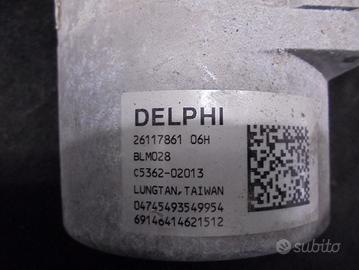 DELPHI
26117861 06H
BLM028
C5362-02013
LUNGTAN, TAIWAN
04745493549954
69146414621512
subito